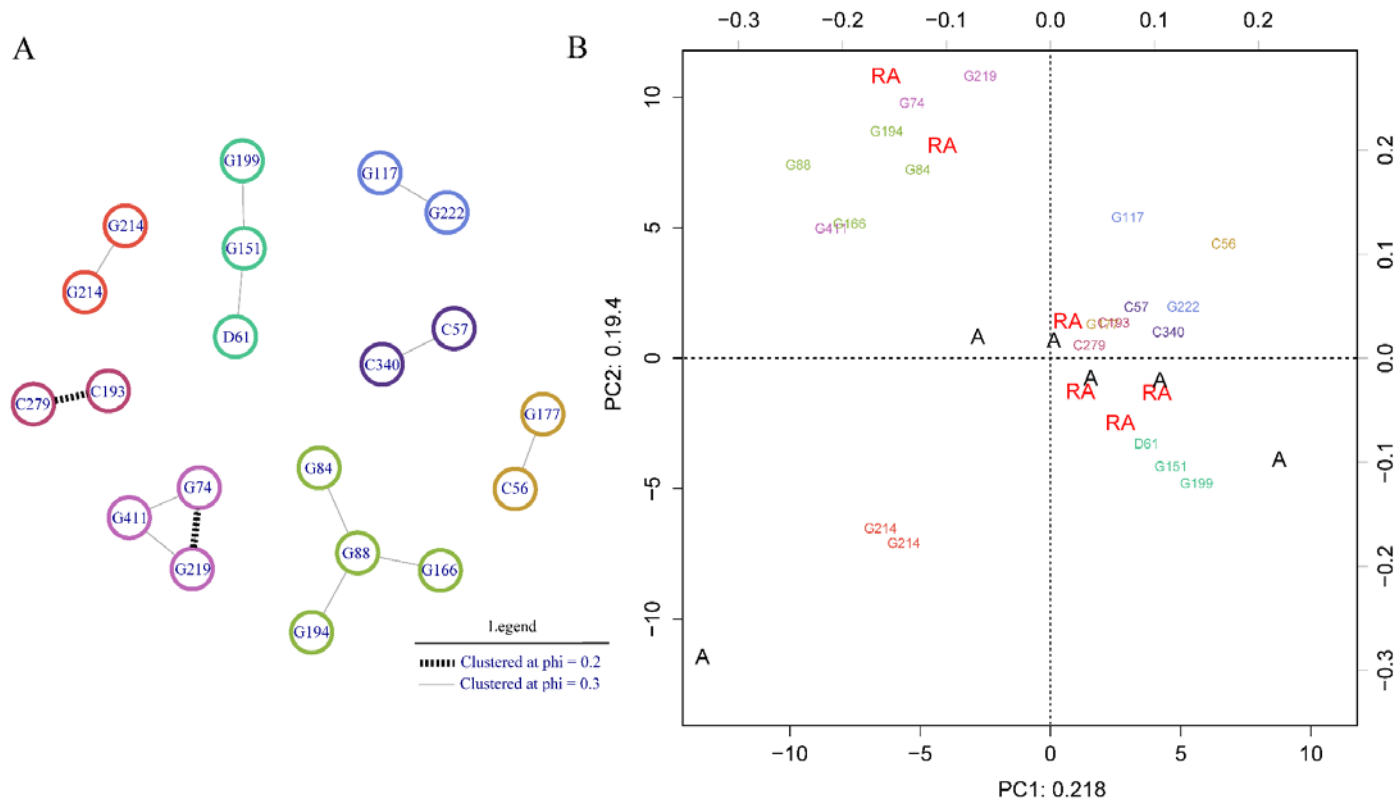 A
B
G199
G117
G222
G214
G151
G214
D61
C57
C340
C193
C279
G177
G84
G74
C56
G411
G88
G219
G166
G194
Legend
Clustered at phi = 0.2
Clustered at phi = 0.3
−0.3 −0.2 −0.1 0.0 0.1 0.2
RA G219
10
G74
G194
RA
0.2
G88
G84
G411
G166
5
G117
C56
0.1
C57 G222
RA C193
C340
A A
C279
0 0.0
A A
RA RA
RA
D61
A
−0.1
G151
G199
−5
G214
G214
−0.2
−10
A
−0.3
PC2: 0.19.4
−10 −5 0 5 10
PC1: 0.218